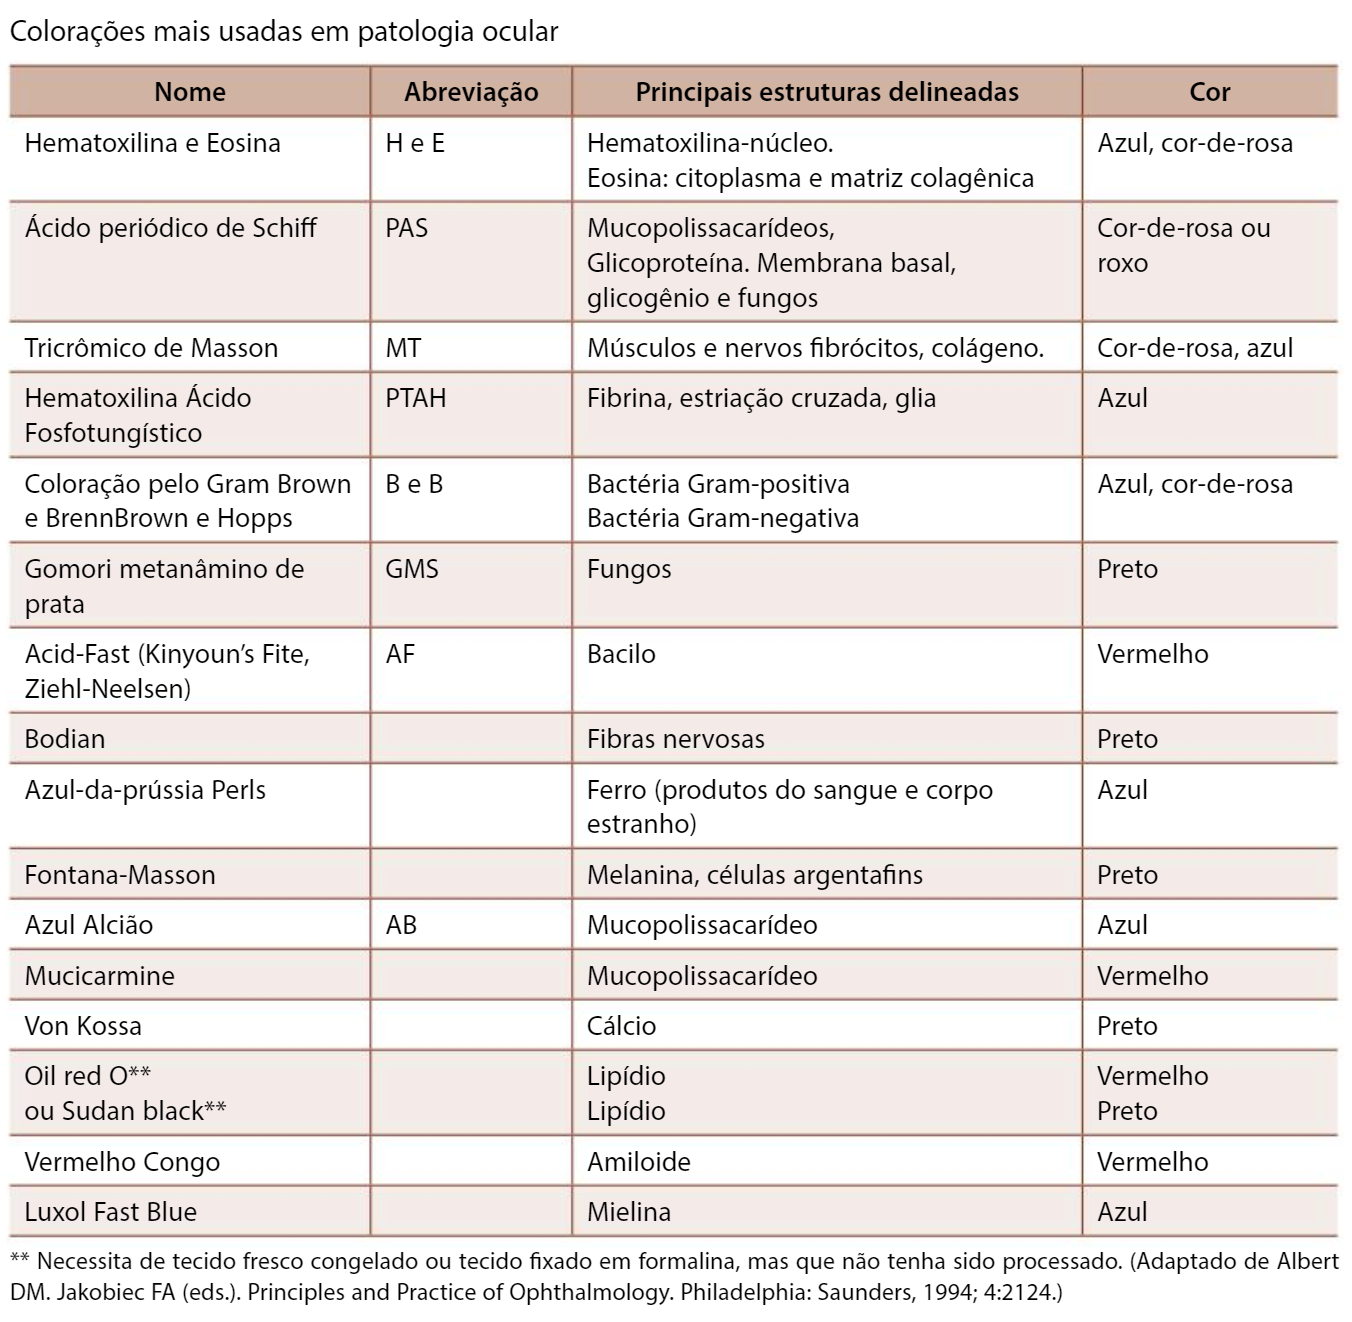 Colorações mais usadas em patologia ocular
Nome Abreviação Principais estruturas delineadas Cor
Hematoxilina e Eosina H e E Hematoxilina-núcleo. Azul, cor-de-rosa
Eosina: citoplasma e matriz colagênica
Ácido periódico de Schiff PAS Mucopolissacarídeos, Cor-de-rosa ou
Glicoproteína. Membrana basal, roxo
glicogênio e fungos
Tricrômico de Masson MT Músculos e nervos fibrócitos, colágeno. Cor-de-rosa, azul
Hematoxilina Ácido PTAH Fibrina, estriação cruzada, glia Azul
Fosfotungístico
Coloração pelo Gram Brown B e B Bactéria Gram-positiva Azul, cor-de-rosa
e BrennBrown e Hopps Bactéria Gram-negativa
Gomori metanâmino de GMS Fungos Preto
prata
Acid-Fast (Kinyoun’s Fite, AF Bacilo Vermelho
Ziehl-Neelsen)
Bodian Fibras nervosas Preto
Azul-da-prússia Perls Ferro (produtos do sangue e corpo Azul
estranho)
Fontana-Masson Melanina, células argentafins Preto
Azul Alcião AB Mucopolissacarídeo Azul
Mucicarmine Mucopolissacarídeo Vermelho
Von Kossa Cálcio Preto
Oil red O** Lipídio Vermelho
ou Sudan black** Lipídio Preto
Vermelho Congo Amiloide Vermelho
Luxol Fast Blue Mielina Azul
** Necessita de tecido fresco congelado ou tecido fixado em formalina, mas que não tenha sido processado. (Adaptado de Albert
DM. Jakobiec FA (eds.). Principles and Practice of Ophthalmology. Philadelphia: Saunders, 1994; 4:2124.)